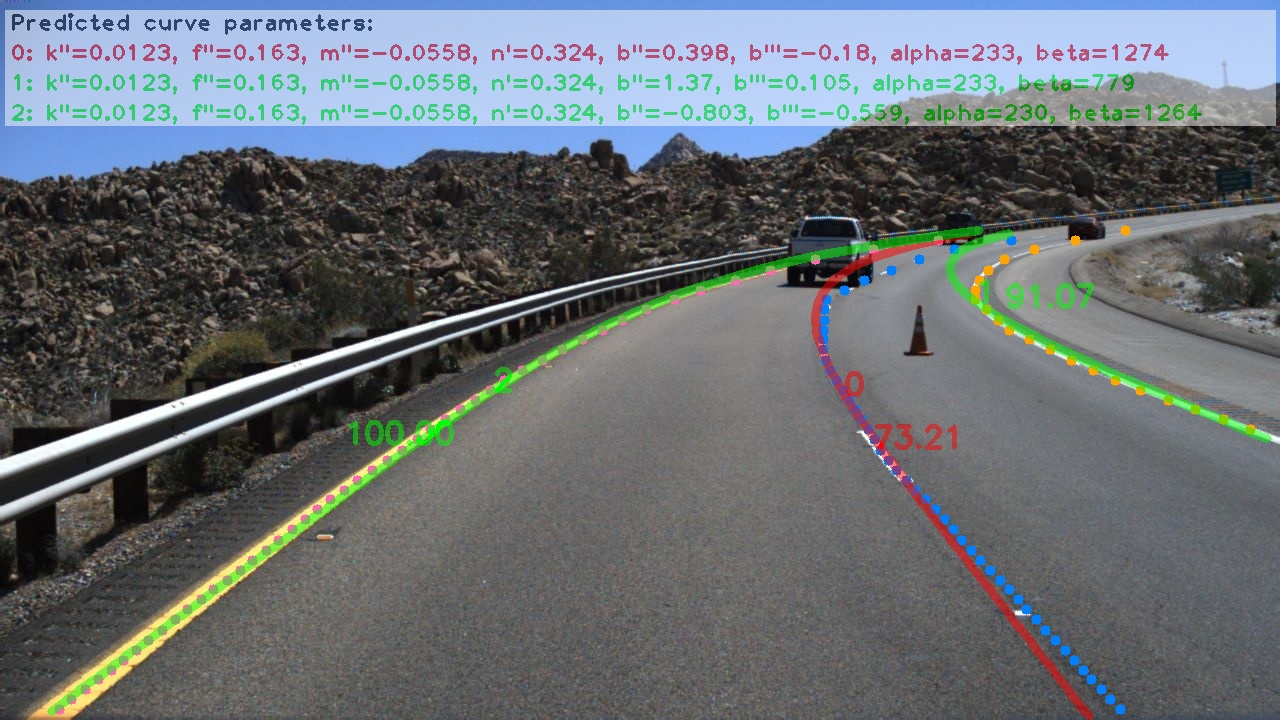 Predicted curve parameters:
0: k"=0.0123, f"=0.163, m"=-0.0558, n'=0.324, b"=0.398, b'''=-0.18, alpha=233, beta=1274
1: k"=0.0123, f"=0.163, m"=-0.0558, n'=0.324, b"=1.37, b'''=0.105, alpha=233, beta=779
2: k"=0.0123, f"=0.163, m"=-0.0558, n'=0.324, b"=-0.803, b'''=-0.559, alpha=230, beta=1264
1 91.07
2
0
100.00
73.21